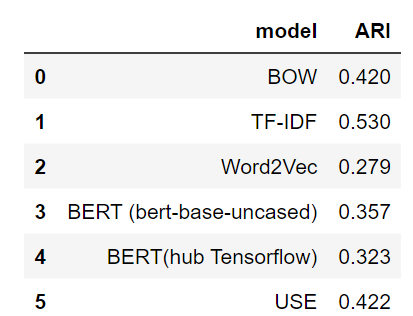 model ARI
0 BOW 0.420
1 TF-IDF 0.530
2 Word2Vec 0.279
3 BERT (bert-base-uncased) 0.357
4 BERT(hub Tensorflow) 0.323
5 USE 0.422